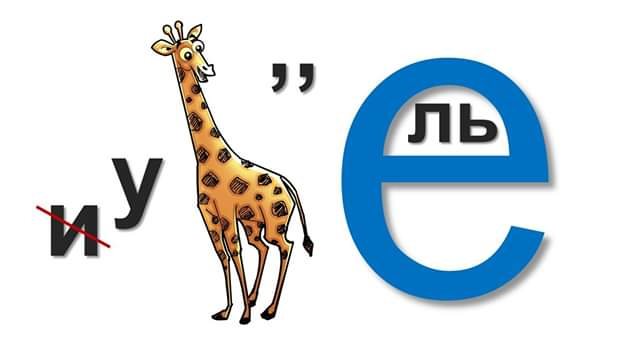 и у ,, е ль